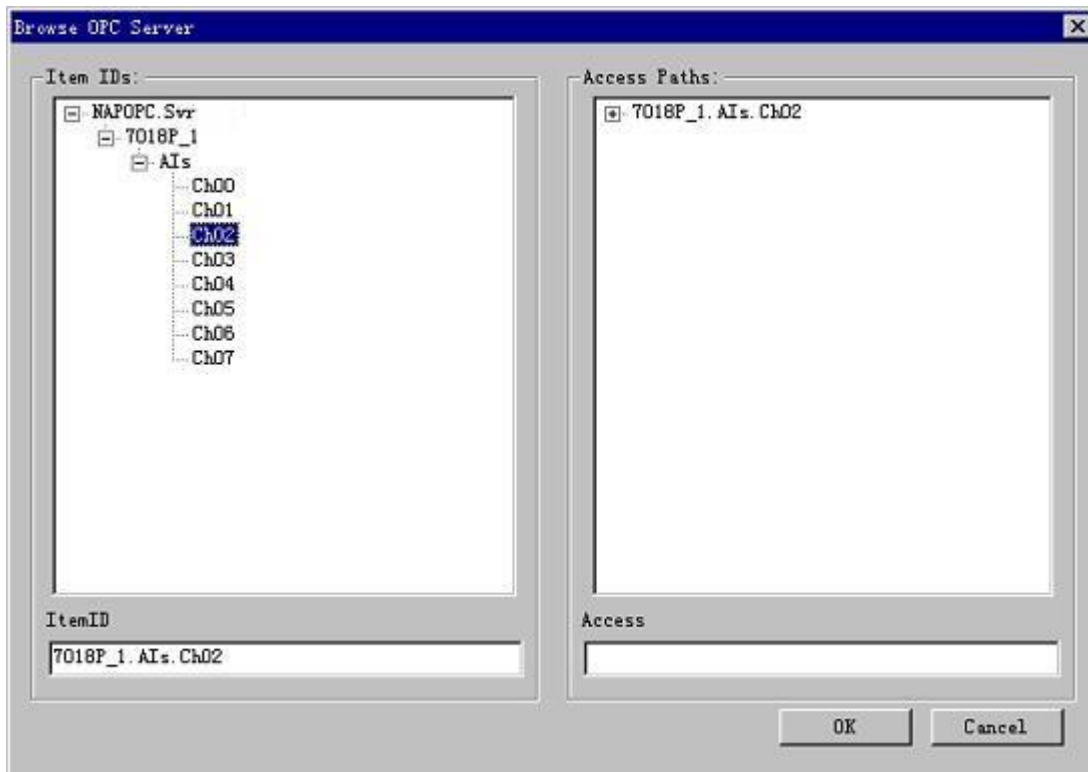 Browse OPC Server
Item IDs:
NAPOPC.Svr
7018P_1
AIs
Ch00
Ch01
Ch02
Ch03
Ch04
Ch05
Ch06
Ch07
ItemID
7018P_1.AIs.Ch02
Access Paths:
7018P_1.AIs.Ch02
Access
OK
Cancel